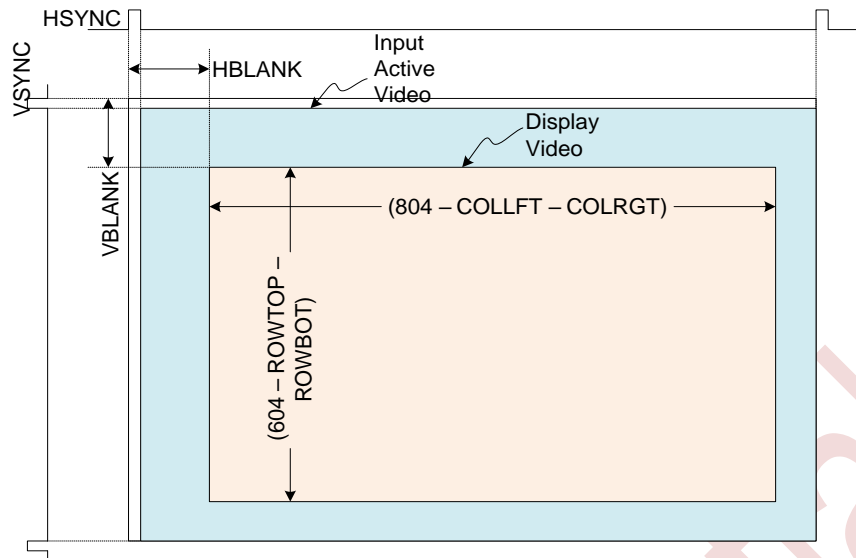 HSYNC
Input
Active
Video
HBLANK
VSYNC
Display
Video
VBLANK
(804 – COLLFT – COLRGT)
(604 – ROWTOP –
ROWBOT)